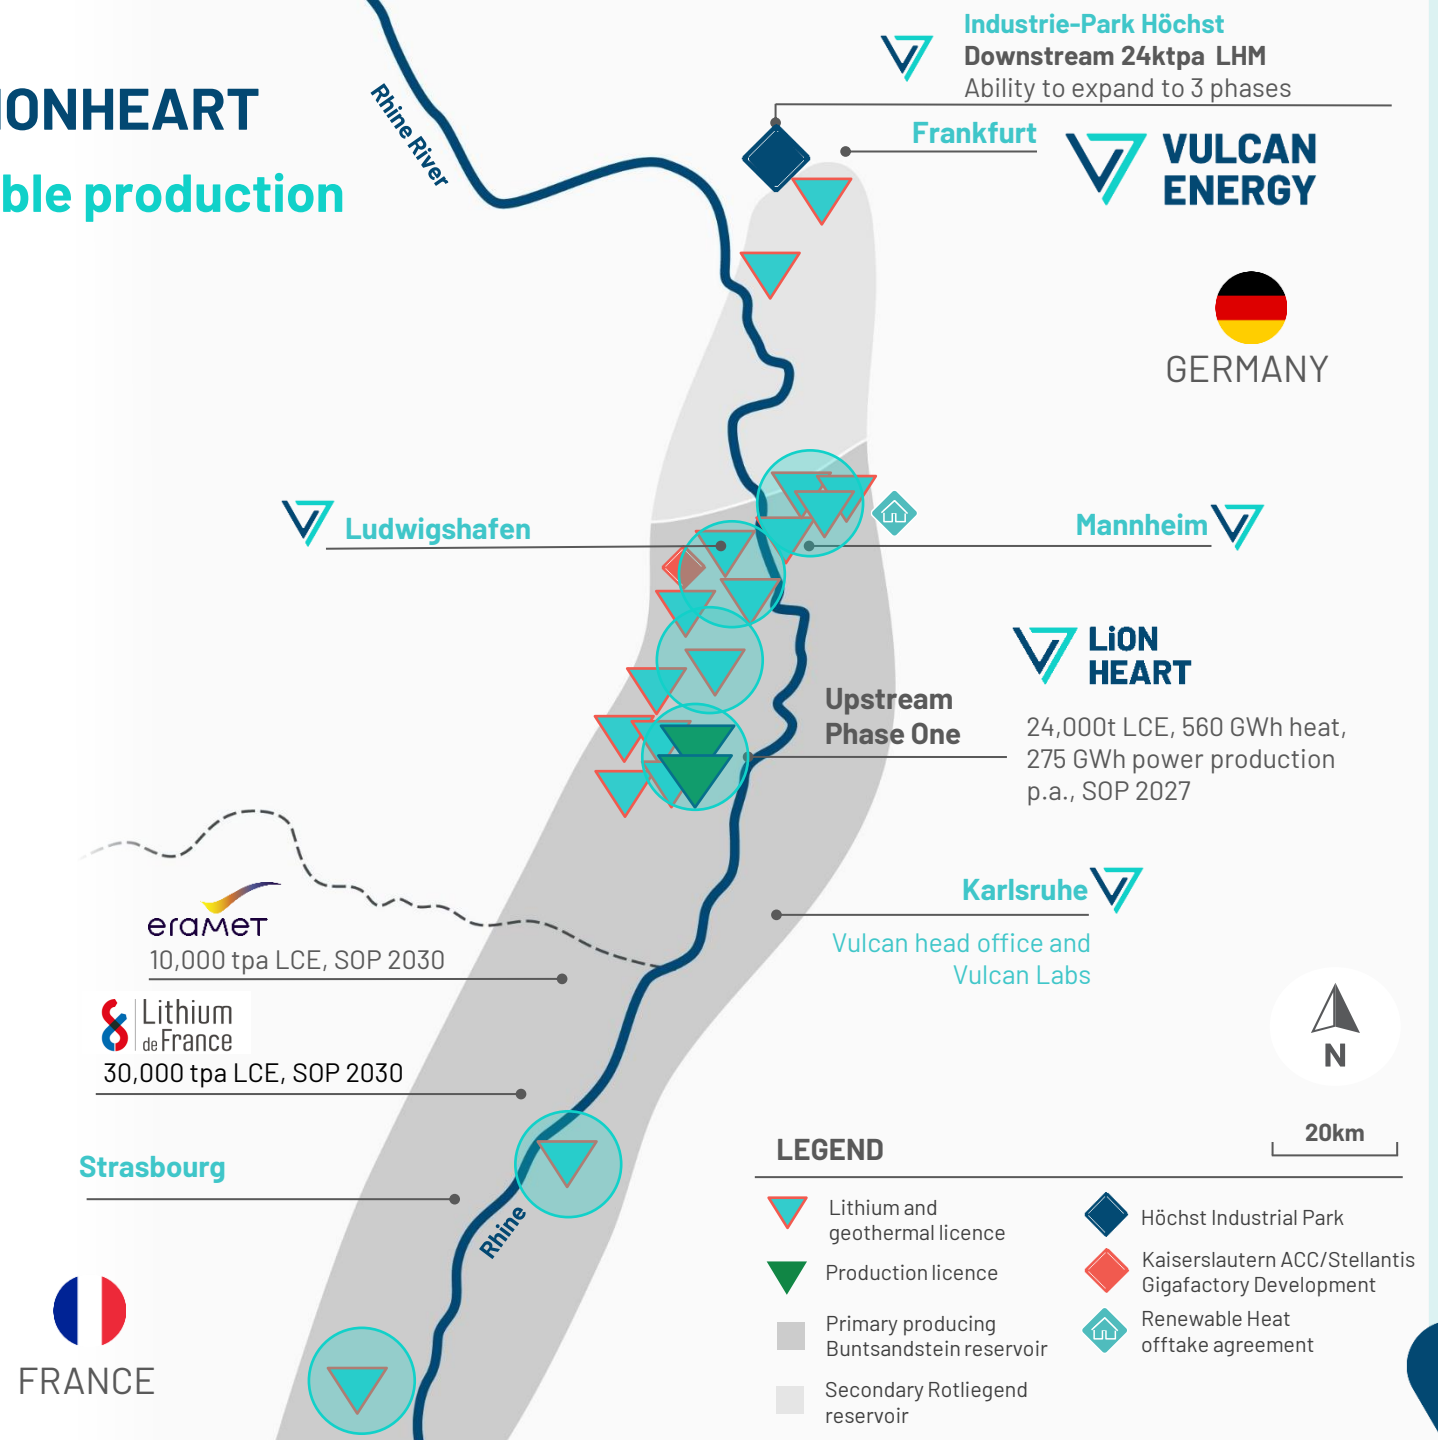 IONHEART
ble production
Rhine River
Industrie-Park Höchst
Downstream 24ktpa LHM
Ability to expand to 3 phases
Frankfurt
VULCAN
ENERGY
GERMANY
Ludwigshafen
Mannheim
LiON
HEART
Upstream
Phase One
24,000t LCE, 560 GWh heat,
275 GWh power production
p.a., SOP 2027
eramet
10,000 tpa LCE, SOP 2030
Karlsruhe
Vulcan head office and
Vulcan Labs
Lithium
de France
30,000 tpa LCE, SOP 2030
N
20km
Strasbourg
Rhine
FRANCE
LEGEND
Lithium and
geothermal licence
Production licence
Primary producing
Buntsandstein reservoir
Secondary Rotliegend
reservoir
Höchst Industrial Park
Kaiserslautern ACC/Stellantis
Gigafactory Development
Renewable Heat
offtake agreement